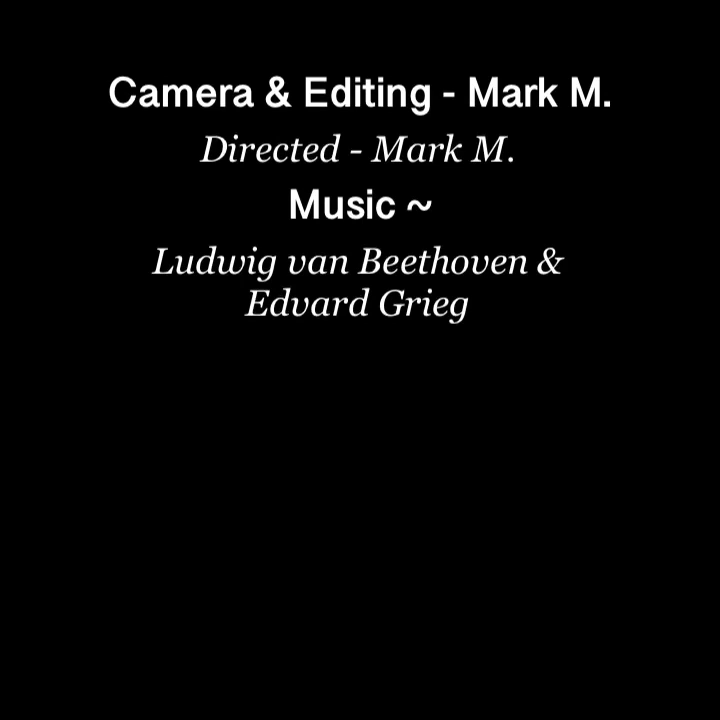 Camera & Editing - Mark M.
Directed - Mark M.
Music ~
Ludwig van Beethoven &
Edvard Grieg